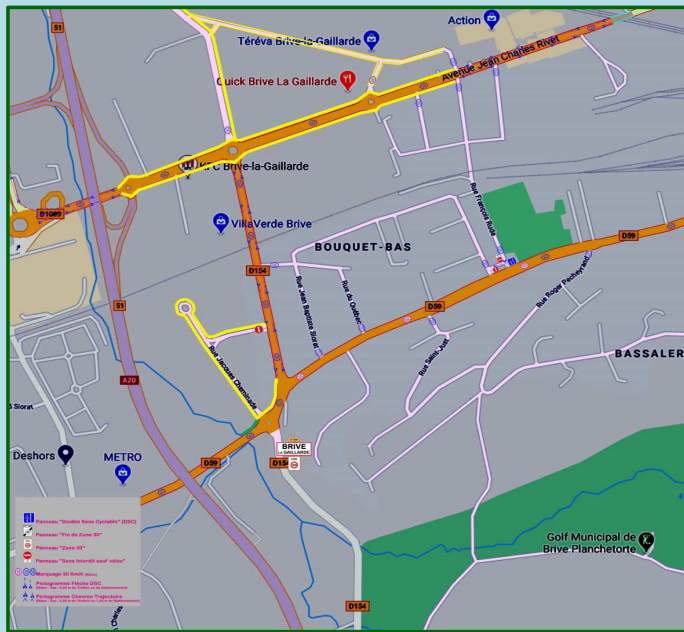 51
Action
Téréva Brive-la-Gaillarde
Avenue Jean Charles Rivet
Quick Brive La Gaillarde
KFC Brive-la-Gaillarde
D1089
VillaVerde Brive
Rue François Rude
BOUQUET-BAS
D59
D154
Rue Jean Baptiste Siorat
Rue du Québec
D59
Rue Roger Pecheyrand
51
Rue Jacques Cheminade
Rue Saint-Just
BASSALER
A20
Siorat
Deshors
METRO
BRIVE
LA GAILLARDE
D59
D154
Golf Municipal de
Brive Planchetorte
D154
Panneau "Double Sens Cyclable" (DSC)
Panneau "Fin de Zone 30"
Panneau "Zone 30"
Panneau "Sens Interdit sauf vélos"
Marquage 30 Km/h
Pictogramme Flèche DSC
Pictogramme Chevron Trajectoire